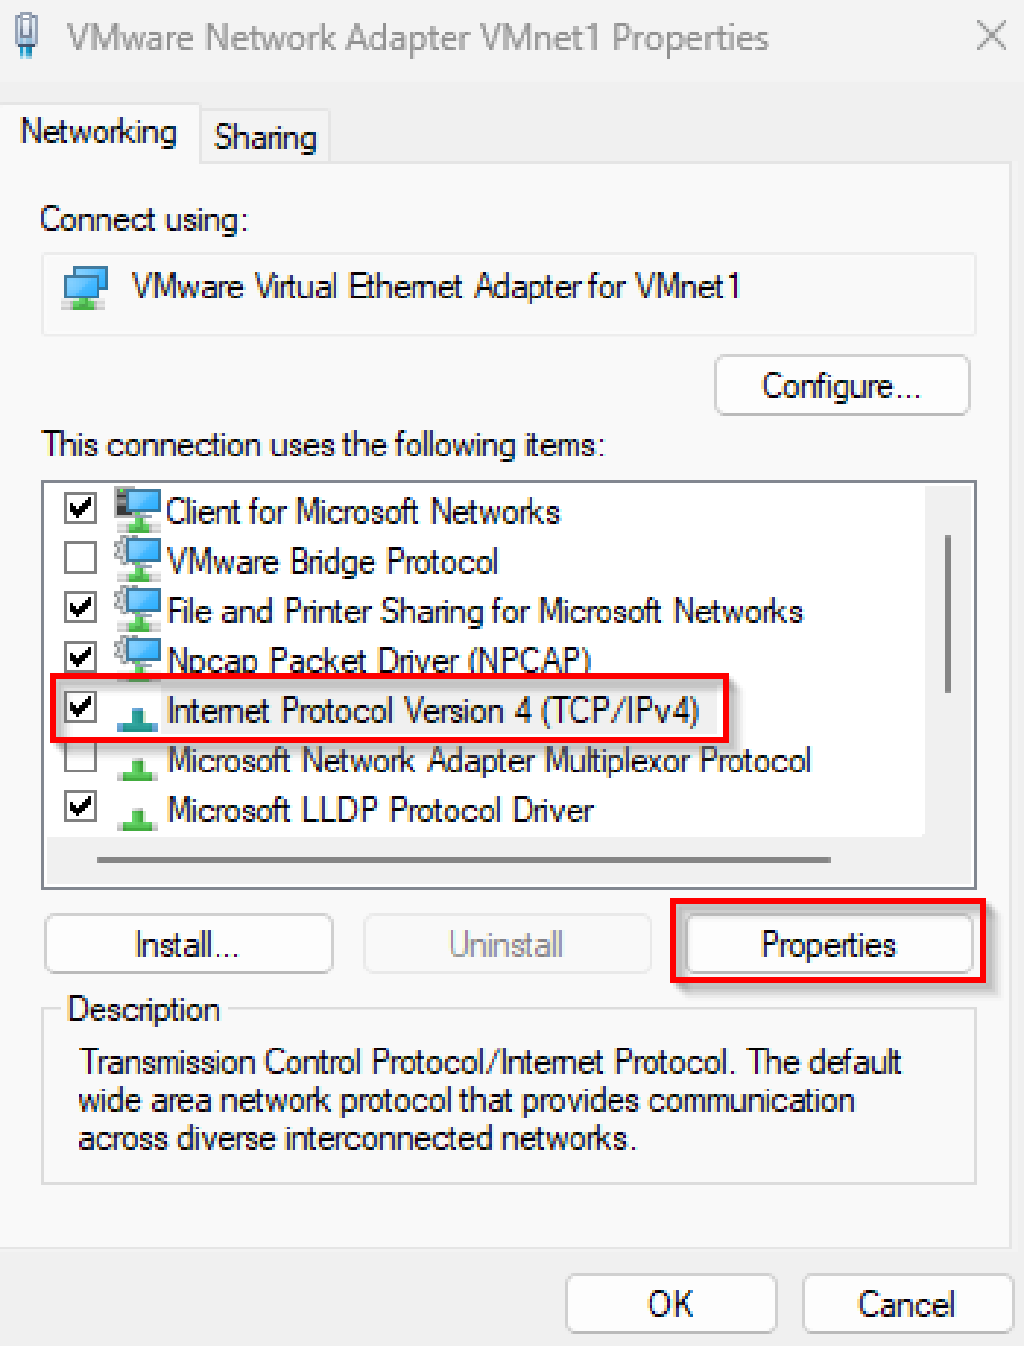 VMware Network Adapter VMnet1 Properties
Networking
Sharing
Connect using:
VMware Virtual Ethernet Adapter for VMnet1
Configure...
This connection uses the following items:
Client for Microsoft Networks
VMware Bridge Protocol
File and Printer Sharing for Microsoft Networks
Npcap Packet Driver (NPCAP)
Internet Protocol Version 4 (TCP/IPv4)
Microsoft Network Adapter Multiplexor Protocol
Microsoft LLDP Protocol Driver
Install...
Uninstall
Properties
Description
Transmission Control Protocol/Internet Protocol. The default
wide area network protocol that provides communication
across diverse interconnected networks.
OK
Cancel